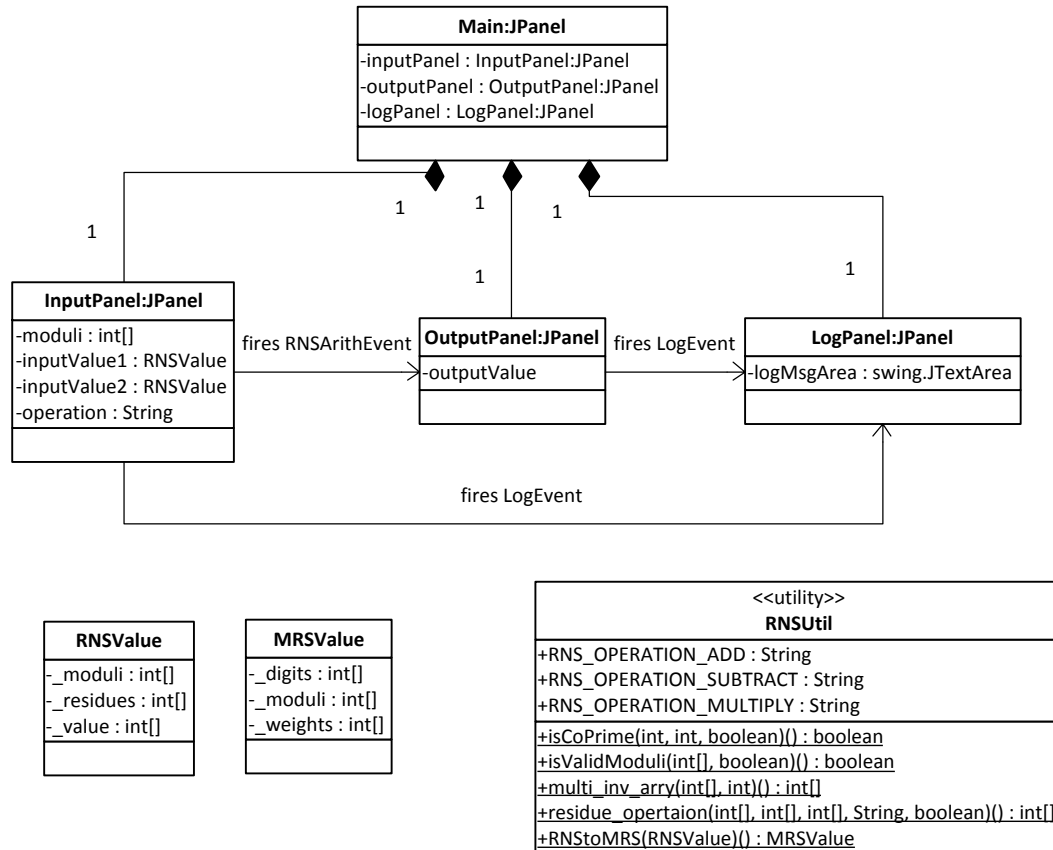 Main:JPanel
-inputPanel : InputPanel:JPanel
-outputPanel : OutputPanel:JPanel
-logPanel : LogPanel:JPanel
1
1
1
1
1
1
InputPanel:JPanel
-moduli : int[]
-inputValue1 : RNSValue
-inputValue2 : RNSValue
-operation : String
fires RNSArithEvent
OutputPanel:JPanel
-outputValue
fires LogEvent
LogPanel:JPanel
-logMsgArea : swing.JTextArea
fires LogEvent
RNSValue
-_moduli : int[]
-_residues : int[]
-_value : int[]
MRSValue
-_digits : int[]
-_moduli : int[]
-_weights : int[]
<<utility>>
RNSUtil
+RNS_OPERATION_ADD : String
+RNS_OPERATION_SUBTRACT : String
+RNS_OPERATION_MULTIPLY : String
+isCoPrime(int, int, boolean)() : boolean
+isValidModuli(int[], boolean)() : boolean
+multi_inv_arry(int[], int)() : int[]
+residue_opertaion(int[], int[], int[], String, boolean)() : int[]
+RNStoMRS(RNSValue)() : MRSValue